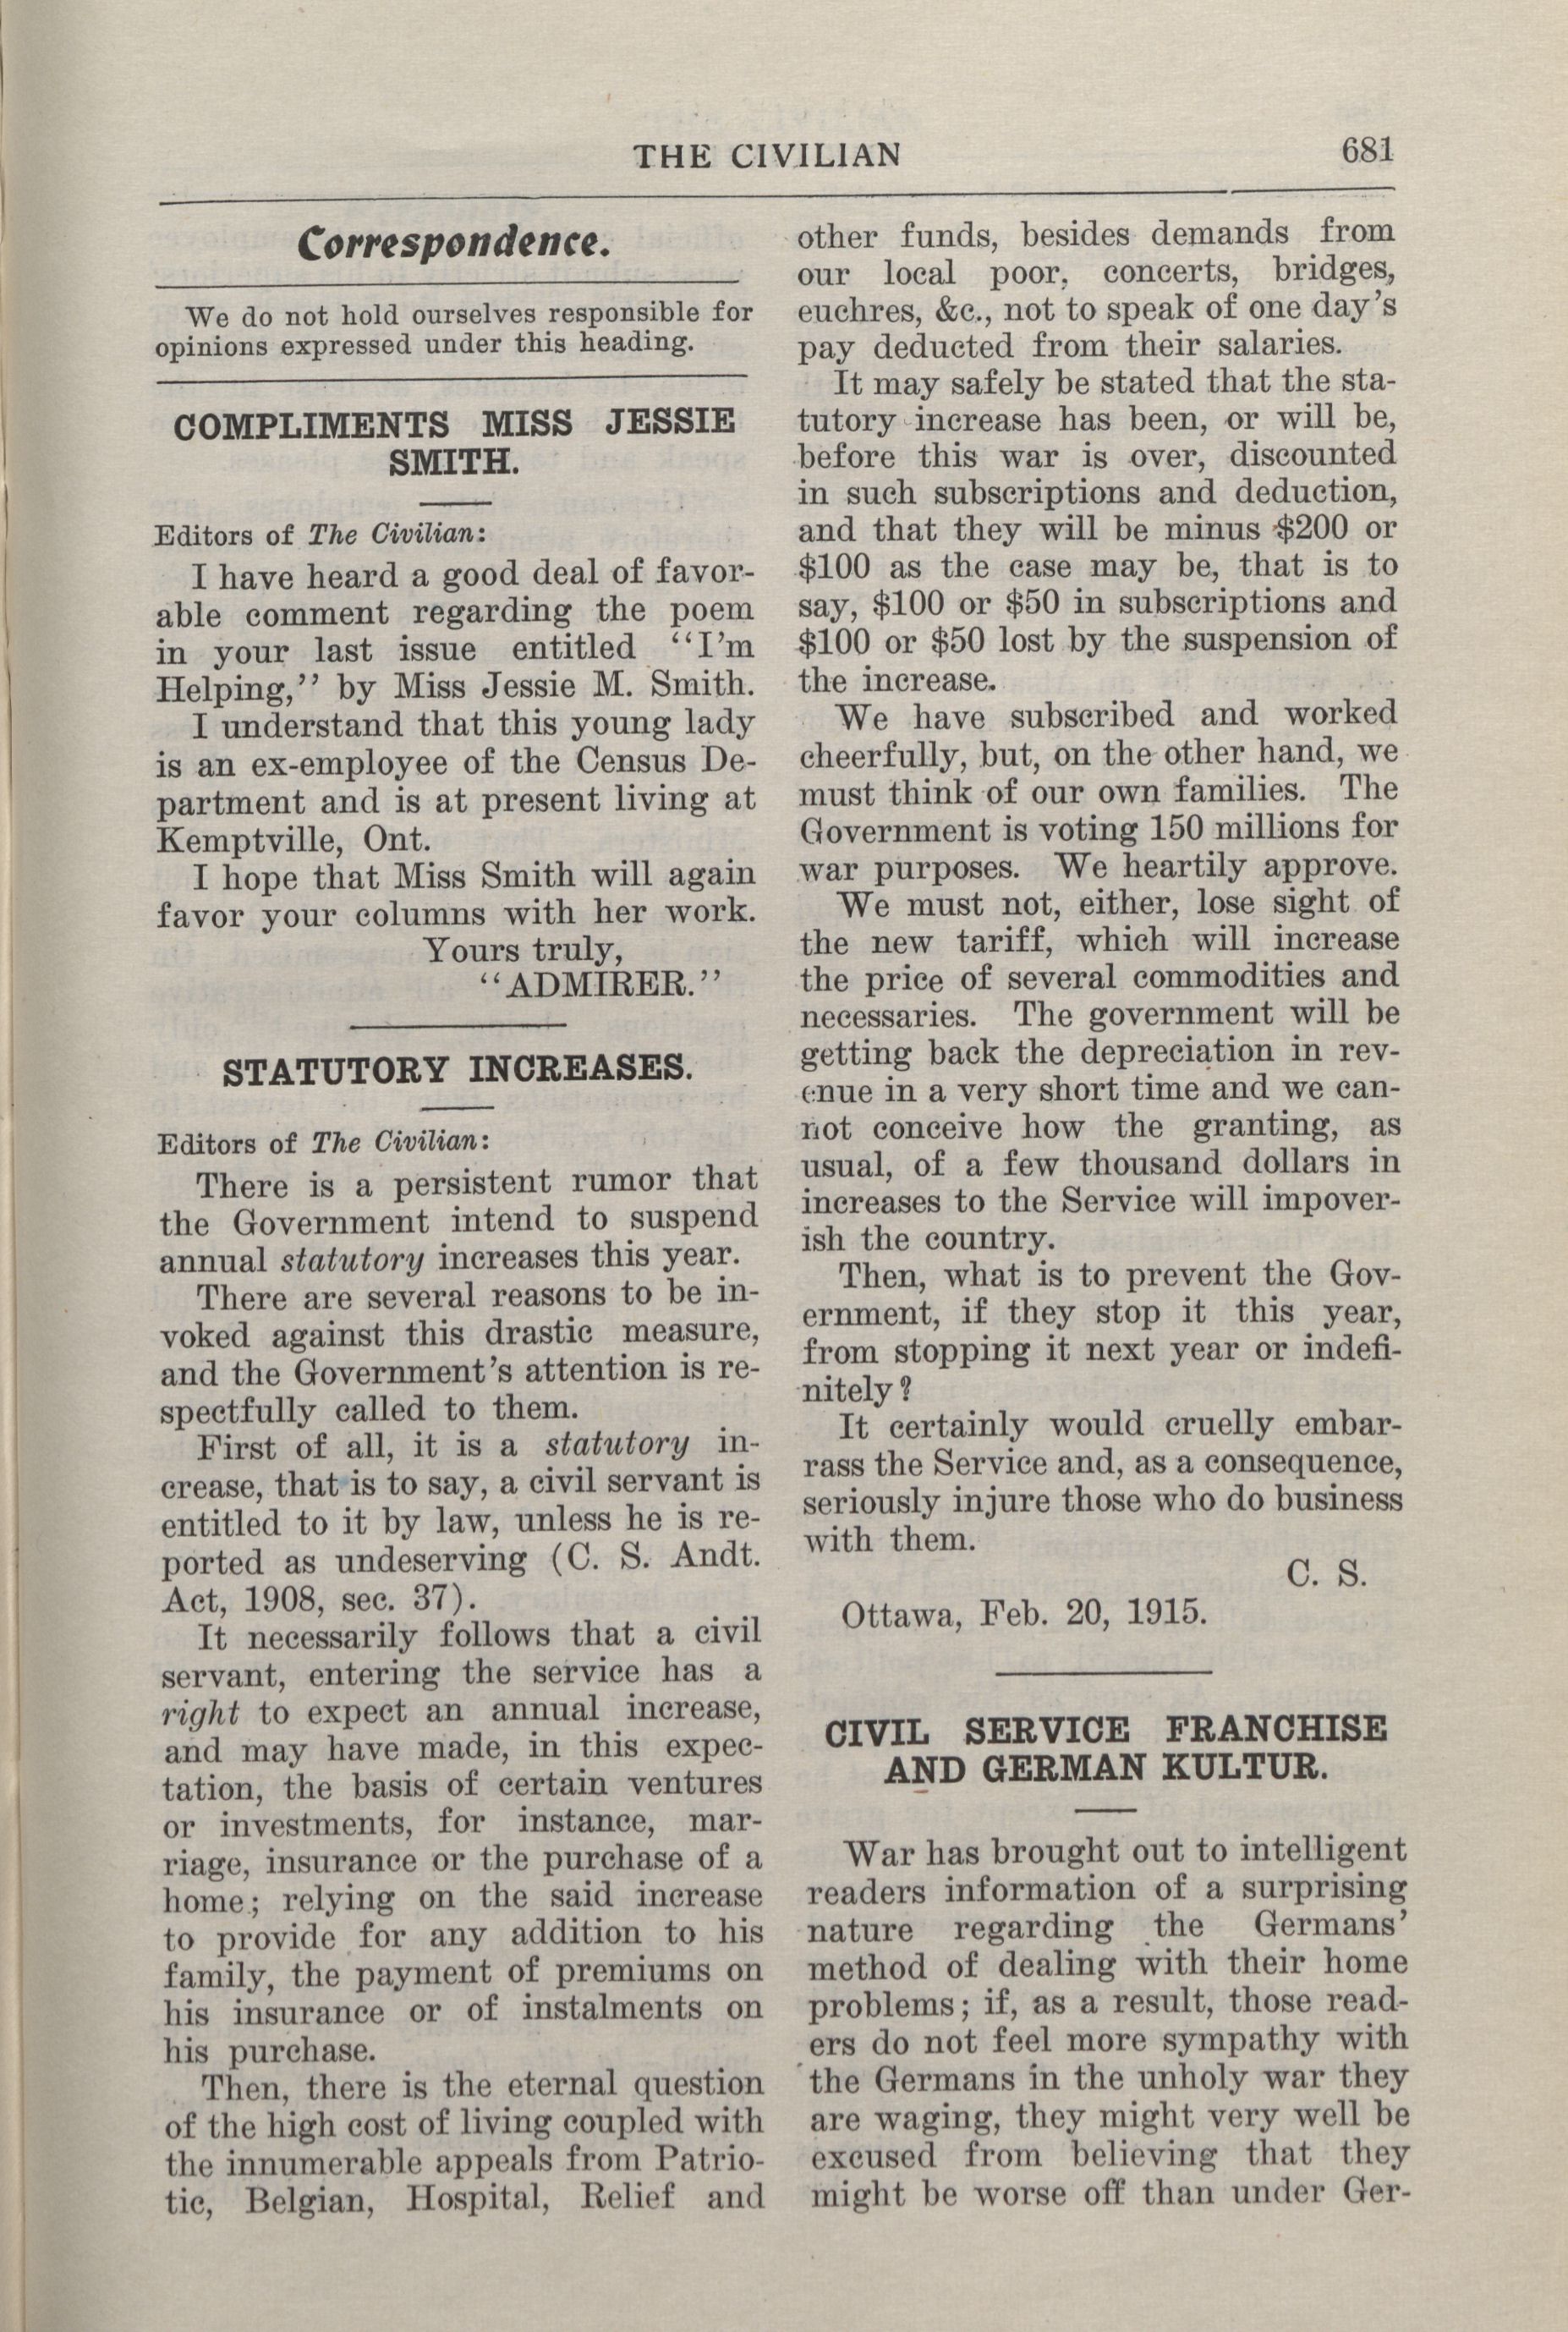 THE CIVILIAN
681
Correspondence.
We do not hold ourselves responsible for
opinions expressed under this heading.
COMPLIMENTS MISS JESSIE
SMITH.
Editors of The Civilian:
I have heard a good deal of favor-
able comment regarding the poem
in your last issue entitled "I'm
Helping," by Miss Jessie M. Smith.
I understand that this young lady
is an ex-employee of the Census De-
partment and is at present living at
Kemptville, Ont.
I hope that Miss Smith will again
favor your columns with her work.
Yours truly,
"ADMIRER."
STATUTORY INCREASES.
Editors of The Civilian:
There is a persistent rumor that
the Government intend to suspend
annual statutory increases this year.
There are several reasons to be in-
voked against this drastic measure,
and the Government's attention is re-
spectfully called to them.
First of all, it is a statutory in-
crease, that is to say, a civil servant is
entitled to it by law, unless he is re-
ported as undeserving (C. S. Andt.
Act, 1908, sec. 37).
It necessarily follows that a civil
servant, entering the service has a
right to expect an annual increase,
and may have made, in this expec-
tation, the basis of certain ventures
or investments, for instance, mar-
riage, insurance or the purchase of a
home; relying on the said increase
to provide for any addition to his
family, the payment of premiums on
his insurance or of instalments on
his purchase.
Then, there is the eternal question
of the high cost of living coupled with
the innumerable appeals from Patrio-
tic, Belgian, Hospital, Relief and
other funds, besides demands from
our local poor, concerts, bridges,
euchres, &c., not to speak of one day's
pay deducted from their salaries.
It may safely be stated that the sta-
tutory increase has been, or will be,
before this war is over, discounted
in such subscriptions and deduction,
and that they will be minus $200 or
$100 as the case may be, that is to
say, $100 or $50 in subscriptions and
$100 or $50 lost by the suspension of
the increase.
We have subscribed and worked
cheerfully, but, on the other hand, we
must think of our own families. The
Government is voting 150 millions for
war purposes. We heartily approve.
We must not, either, lose sight of
the new tariff, which will increase
the price of several commodities and
necessaries. The government will be
getting back the depreciation in rev-
enue in a very short time and we can-
not conceive how the granting, as
usual, of a few thousand dollars in
increases to the Service will impover-
ish the country.
Then, what is to prevent the Gov-
ernment, if they stop it this year,
from stopping it next year or indefi-
nitely?
It certainly would cruelly embar-
rass the Service and, as a consequence,
seriously injure those who do business
with them.
C. S.
Ottawa, Feb. 20, 1915.
CIVIL SERVICE FRANCHISE
AND GERMAN KULTUR.
War has brought out to intelligent
readers information of a surprising
nature regarding the Germans'
method of dealing with their home
problems; if, as a result, those read-
ers do not feel more sympathy with
the Germans in the unholy war they
are waging, they might very well be
excused from believing that they
might be worse off than under Ger-